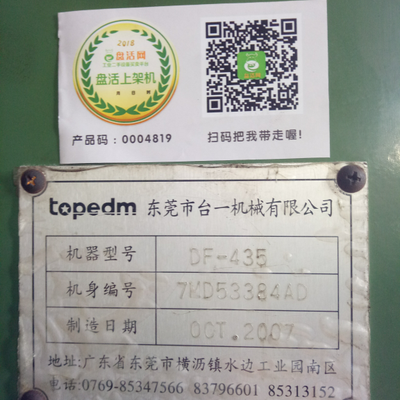 2018
盘活网
盘活上架机
产品码：0004819
扫码把我带走喔!
topedm 东莞市台一机械有限公司
机器型号 DF-435
机身编号 7MD53384AD
制造日期 OCT.2007
地址:广东省东莞市横沥镇水边工业园南区
电话:0769-85347566 83796601 85313152